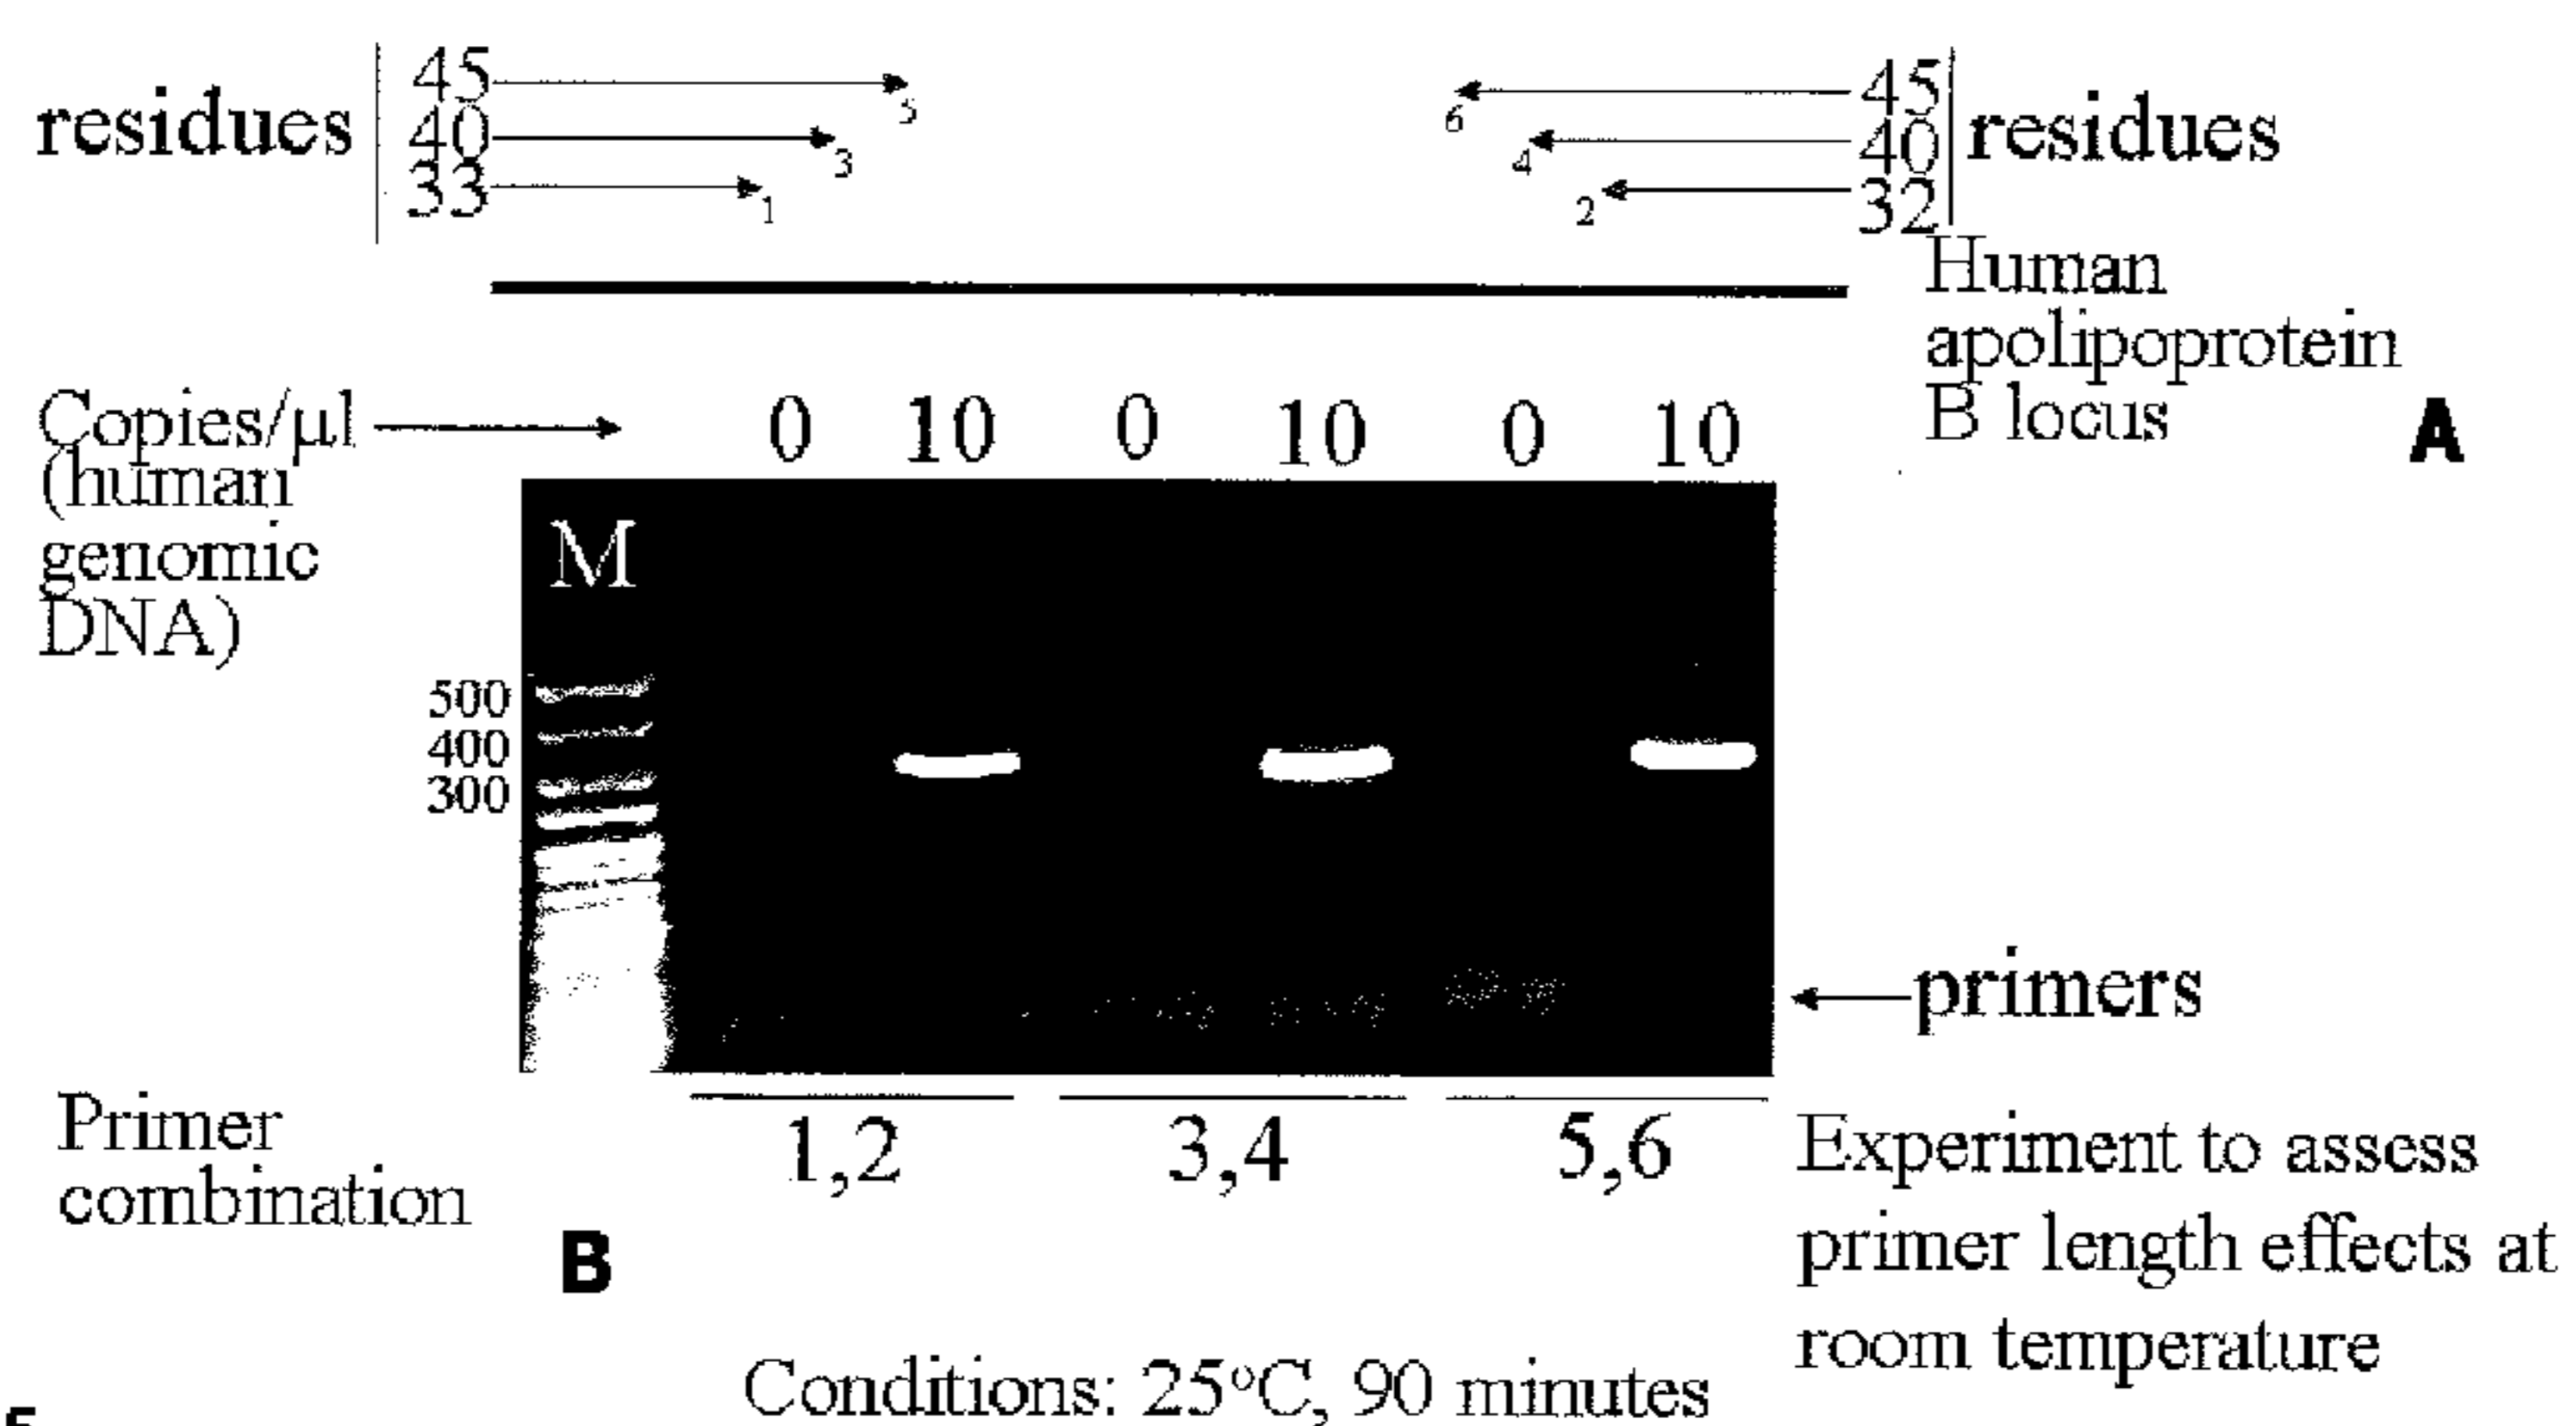 residues
45
40
33
5
3
1
6
4
2
45
40
32
residues
Human
apolipoprotein
B locus
A
Copies/µl
(human
genomic
DNA)
0 10 0 10 0 10
M
500
400
300
primers
Primer
combination
1,2 3,4 5,6
B
Experiment to assess
primer length effects at
room temperature
Conditions: 25°C, 90 minutes